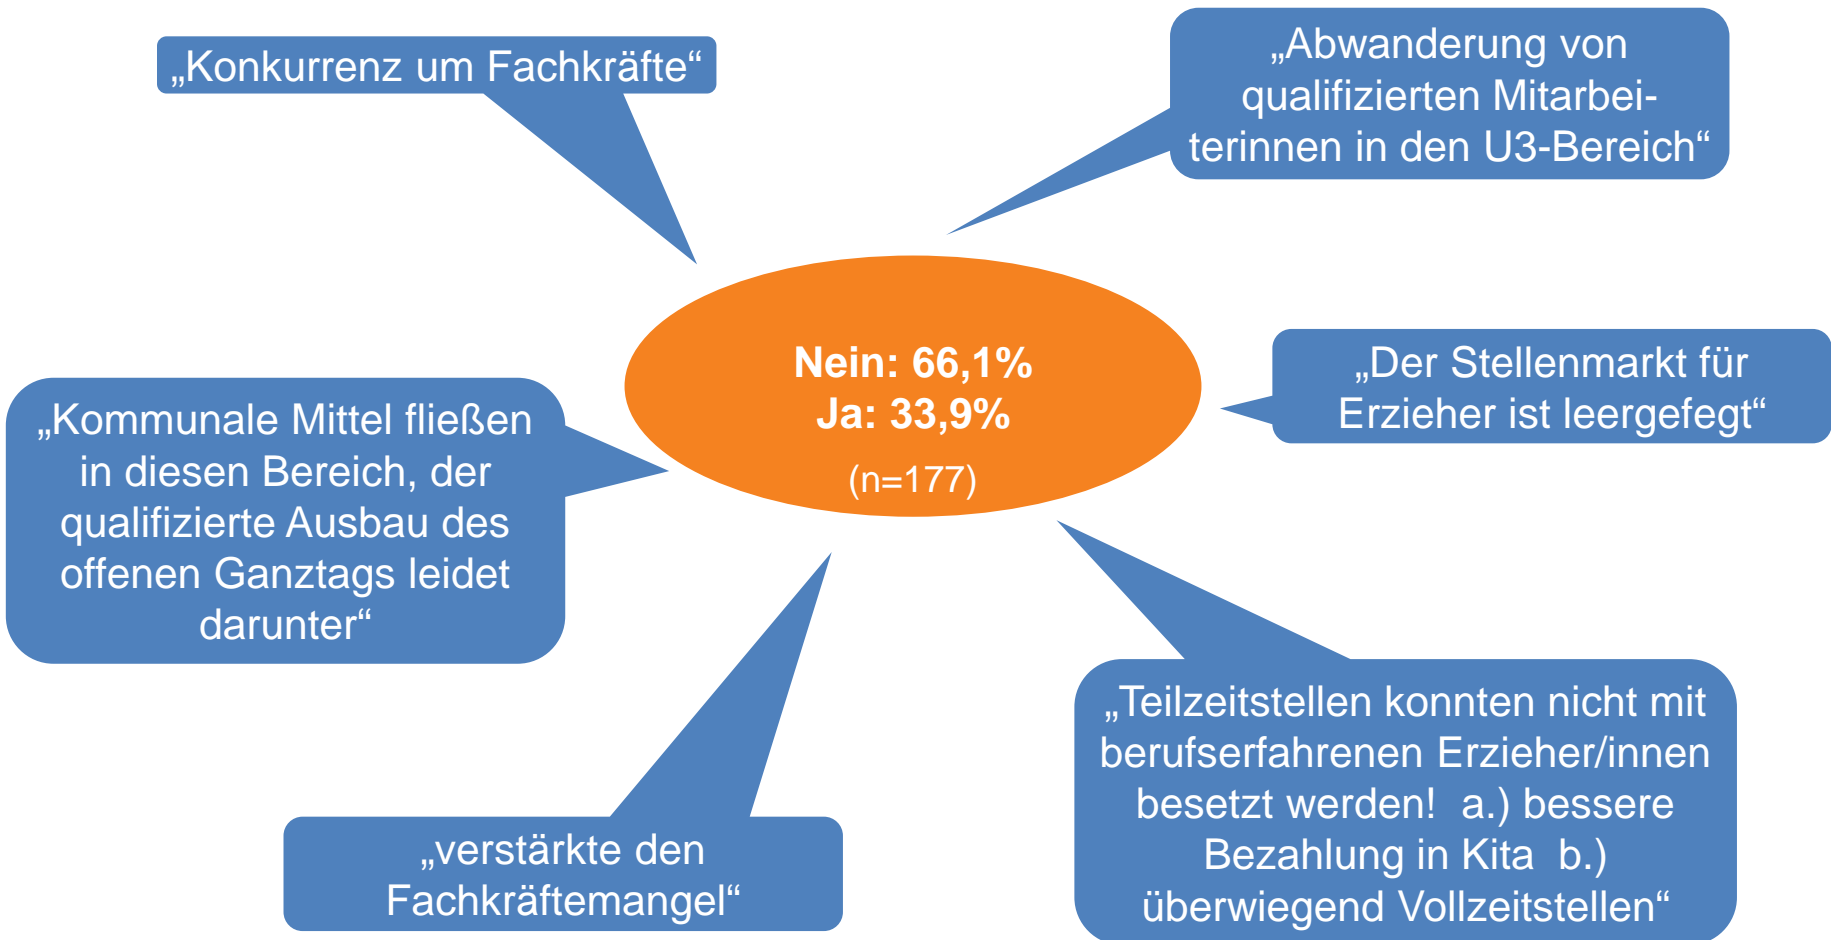 „Konkurrenz um Fachkräfte“
„Abwanderung von
qualifizierten Mitarbei-
terinnen in den U3-Bereich“
Nein: 66,1%
Ja: 33,9%
(n=177)
„Der Stellenmarkt für
Erzieher ist leergefegt“
„Kommunale Mittel fließen
in diesen Bereich, der
qualifizierte Ausbau des
offenen Ganztags leidet
darunter“
„Teilzeitstellen konnten nicht mit
berufserfahrenen Erzieher/innen
besetzt werden!  a.) bessere
Bezahlung in Kita  b.)
überwiegend Vollzeitstellen“
„verstärkte den
Fachkräftemangel“